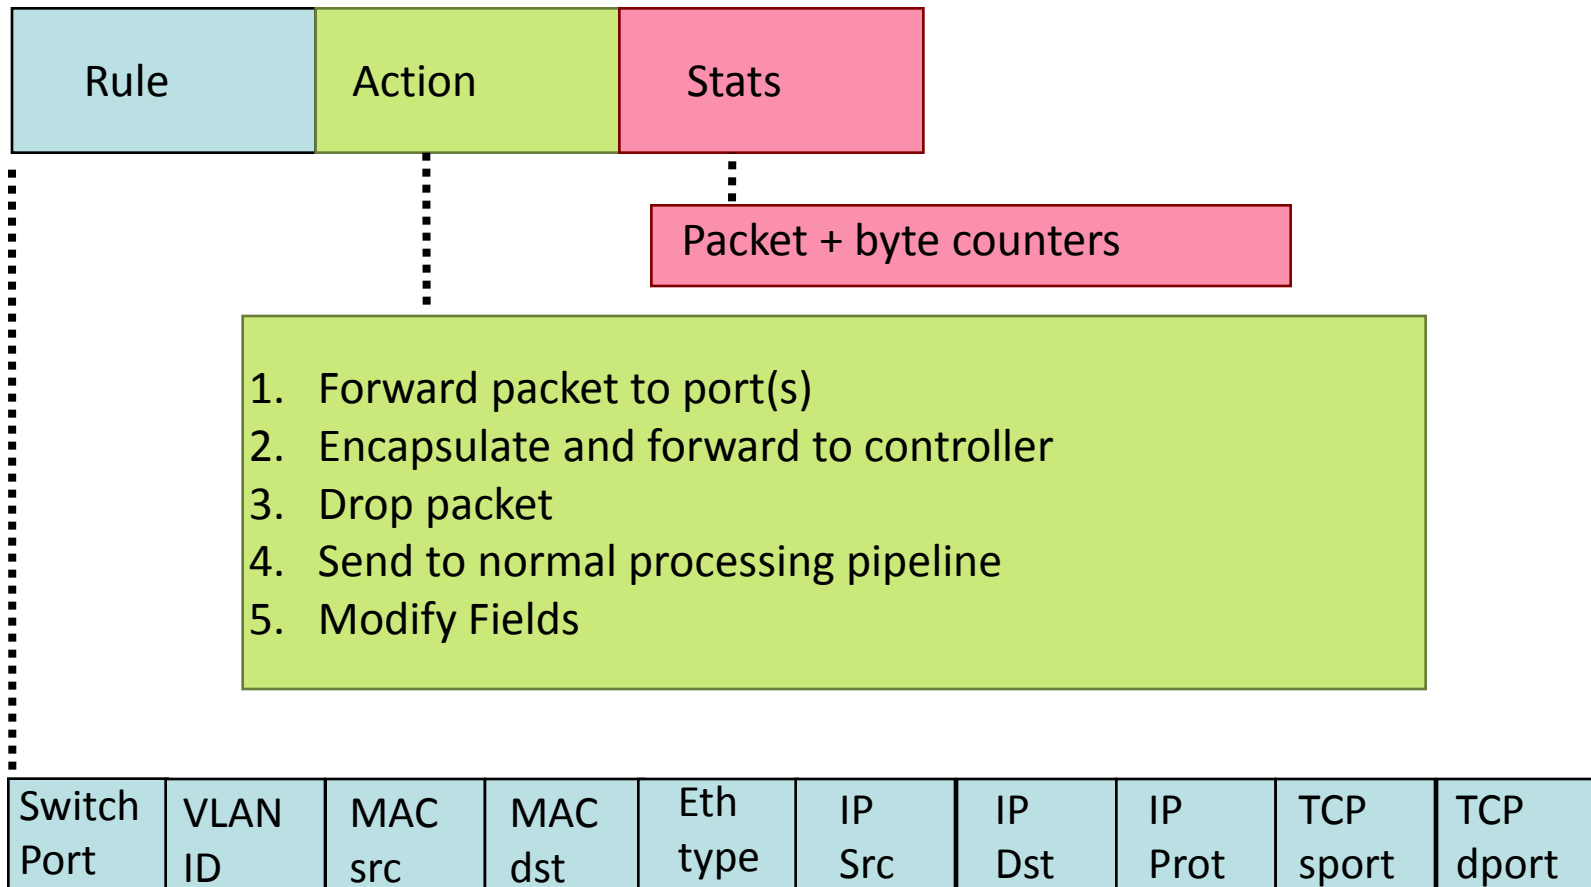 Rule Action Stats
Packet + byte counters
1. Forward packet to port(s)
2. Encapsulate and forward to controller
3. Drop packet
4. Send to normal processing pipeline
5. Modify Fields
Switch
Port
VLAN
ID
MAC
src
MAC
dst
Eth
type
IP
Src
IP
Dst
IP
Prot
TCP
sport
TCP
dport